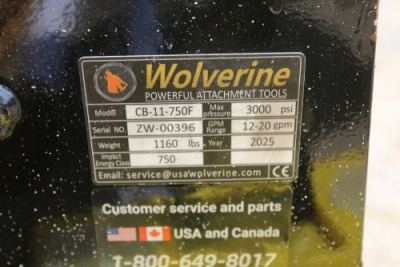 Wolverine
POWERFUL ATTACHMENT TOOLS
Model CB-11-750F Max pressure 3000 psi
Serial NO. ZW-00396 GPM Range 12-20 gpm
Weight 1160 lbs Year 2025
Impact Energy Class 750
Email: service@usawolverine.com CE
Customer service and parts
USA and Canada
1-800-649-8017